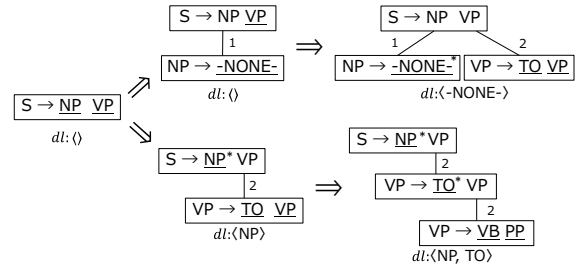 S → NP VP
1
NP → -NONE-
dl:⟨⟩
⇒
S → NP VP
1
2
NP → -NONE-*
VP → TO VP
dl:⟨-NONE-⟩
S → NP VP
dl:⟨⟩
⇒
⇒
S → NP* VP
2
VP → TO VP
dl:⟨NP⟩
⇒
S → NP* VP
2
VP → TO* VP
2
VP → VB PP
dl:⟨NP, TO⟩